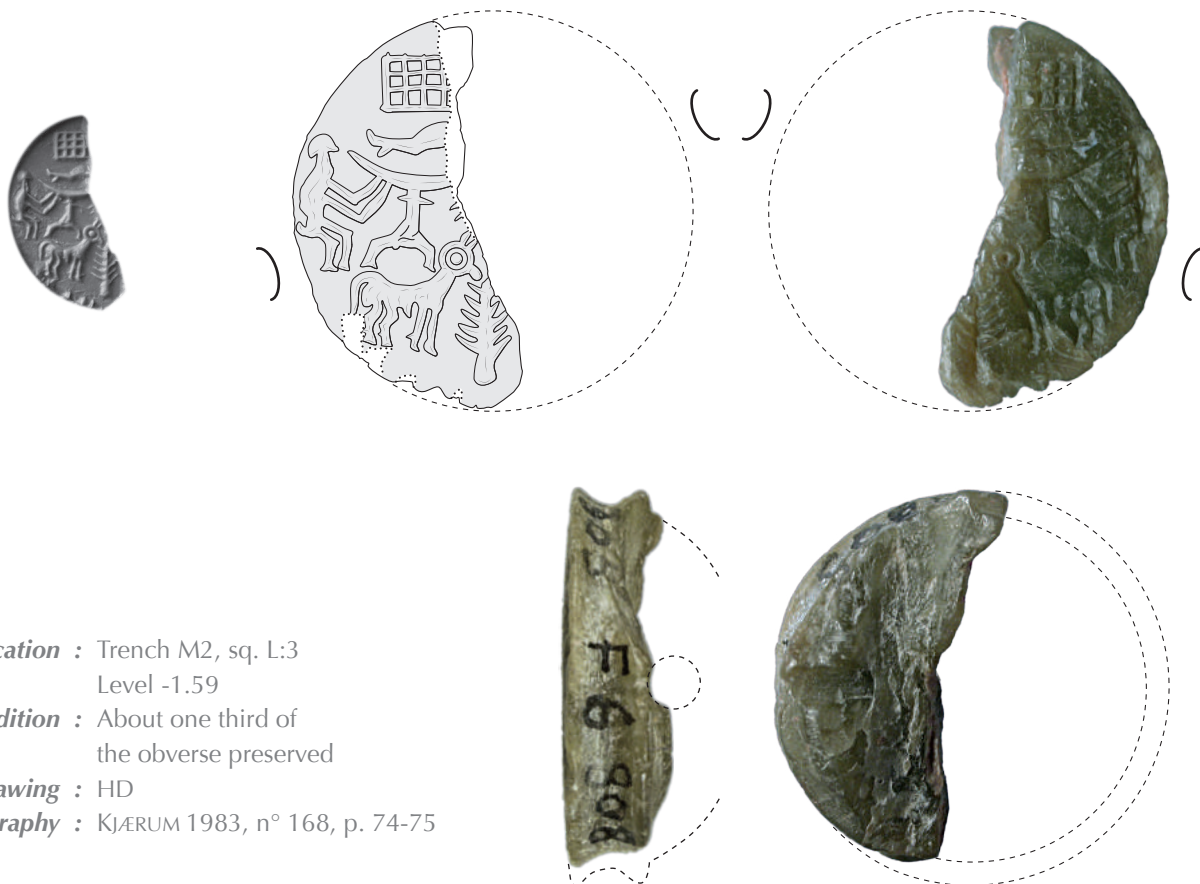 cation : Trench M2, sq. L:3
Level -1.59
dition : About one third of
the obverse preserved
awing : HD
raphy : KJÆRUM 1983, n° 168, p. 74-75
F6